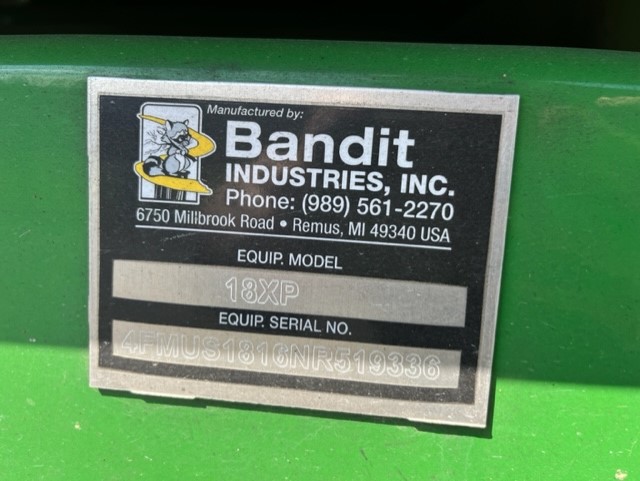 Manufactured by:
Bandit
INDUSTRIES, INC.
Phone: (989) 561-2270
6750 Millbrook Road • Remus, MI 49340 USA
EQUIP. MODEL
18XP
EQUIP. SERIAL NO.
4FMUS1816NR519336